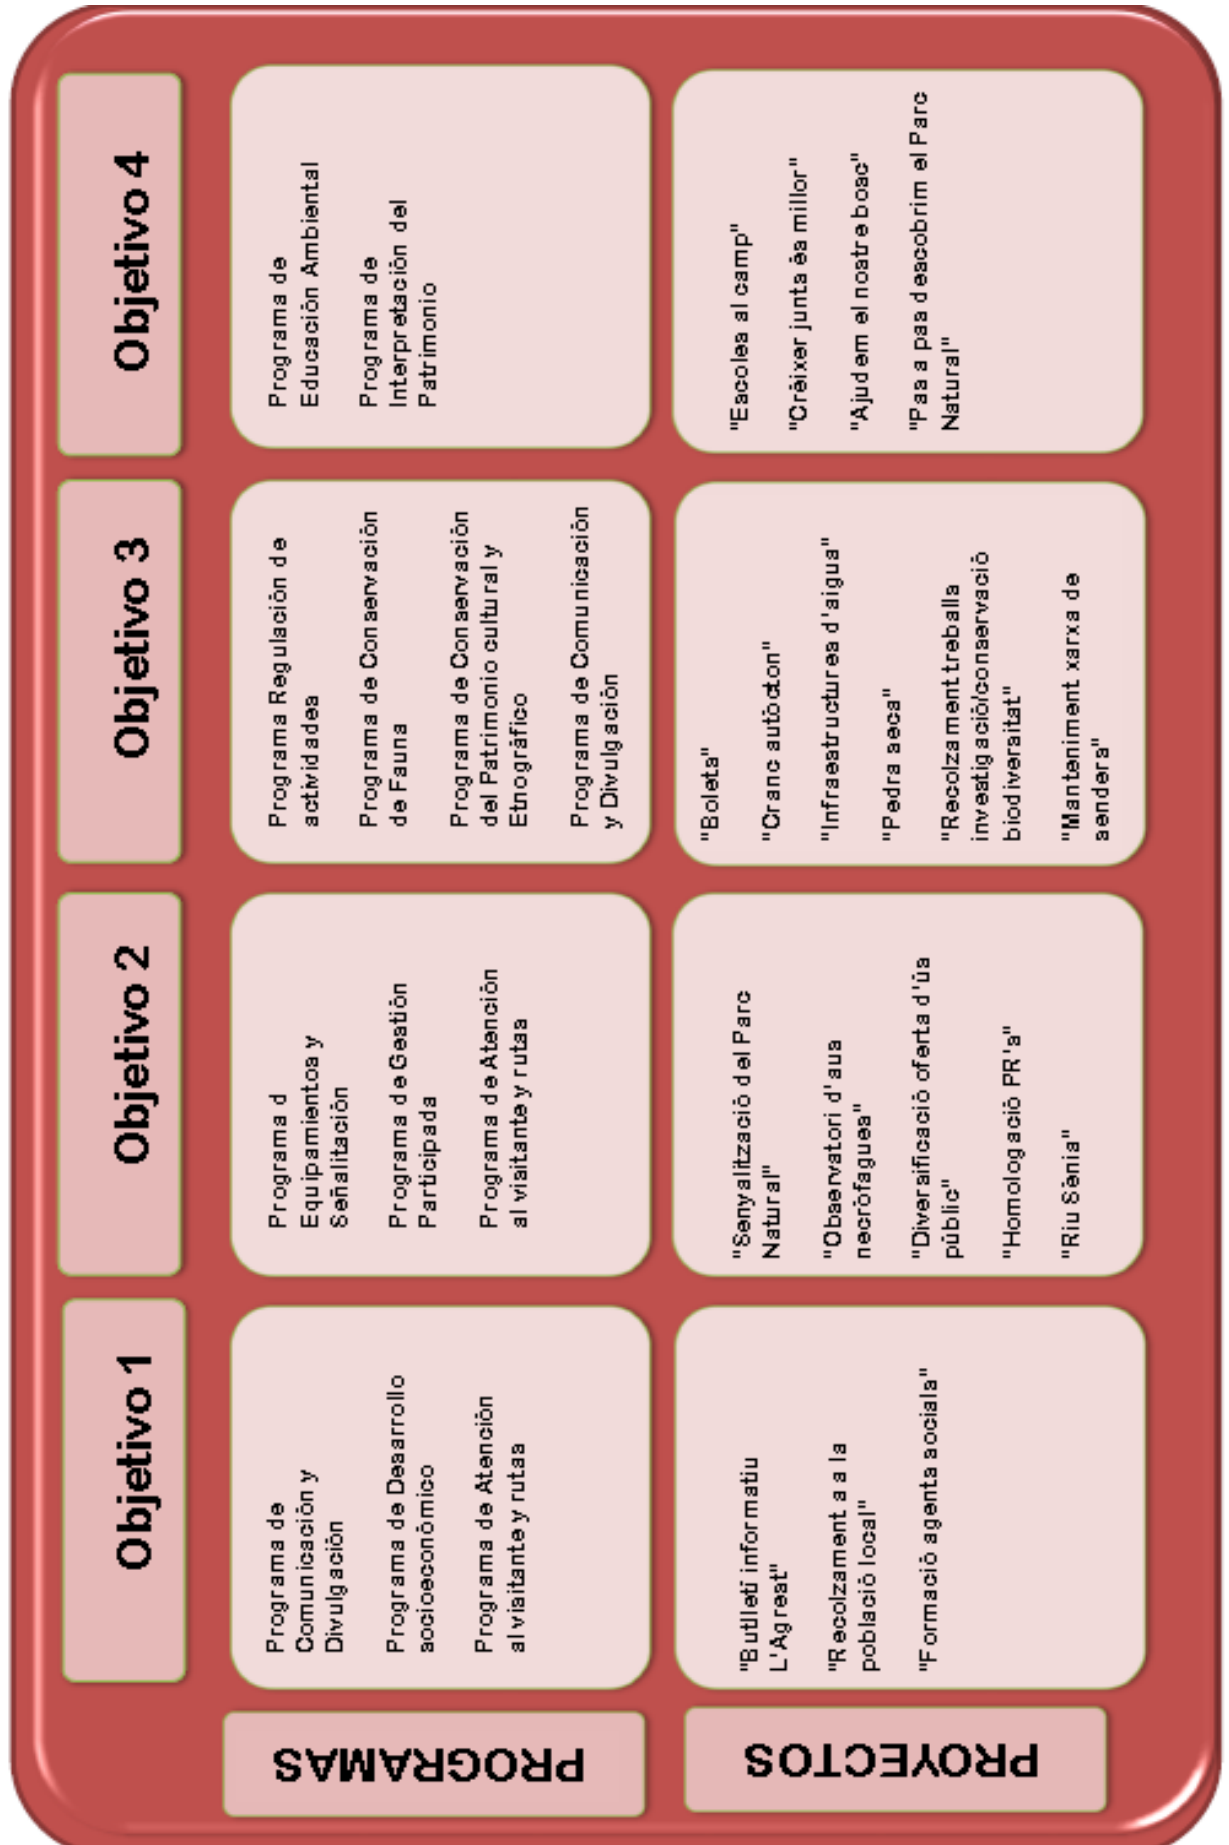 Objetivo 1
Objetivo 2
Objetivo 3
Objetivo 4
PROGRAMAS
Programa de
Comunicación y
Divulgación
Programa de Desarrollo
socioeconómico
Programa de Atención
al visitante y rutas
Programa d
Equipamientos y
Señalitación
Programa de Gestión
Participada
Programa de Atención
al visitante y rutas
Programa Regulación de
actividades
Programa de Conservación
de Fauna
Programa de Conservación
del Patrimonio cultural y
Etnográfico
Programa de Comunicación
y Divulgación
Programa de
Educación Ambiental
Programa de
Interpretación del
Patrimonio
PROYECTOS
"Butlletí informatiu
L'Agrest"
"Recolzament a la
població local"
"Formació agents socials"
"Senyalització del Parc
Natural"
"Observatori d'aus
necròfagues"
"Diversificació oferta d'ús
públic"
"Homologació PR's"
"Riu Sénia"
"Bolets"
"Cranc autòcton"
"Infraestructures d'aigua"
"Pedra seca"
"Recolzament treballs
investigació/conservació
biodiversitat"
"Manteniment xarxa de
senders"
"Escoles al camp"
"Créixer junts és millor"
"Ajudem el nostre bosc"
"Pas a pas descobrim el Parc
Natural"